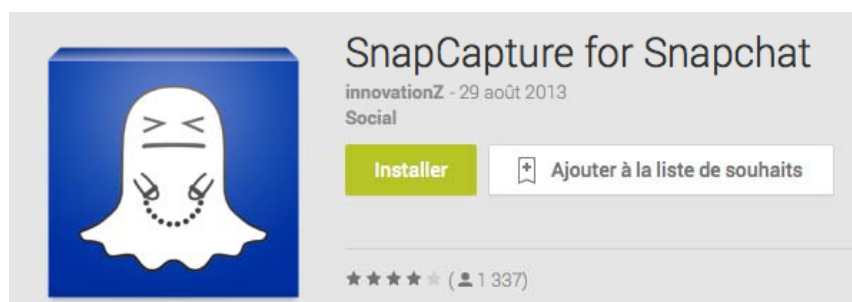 SnapCapture for Snapchat
innovationZ - 29 août 2013
Social
Installer
Ajouter à la liste de souhaits
(1 337)